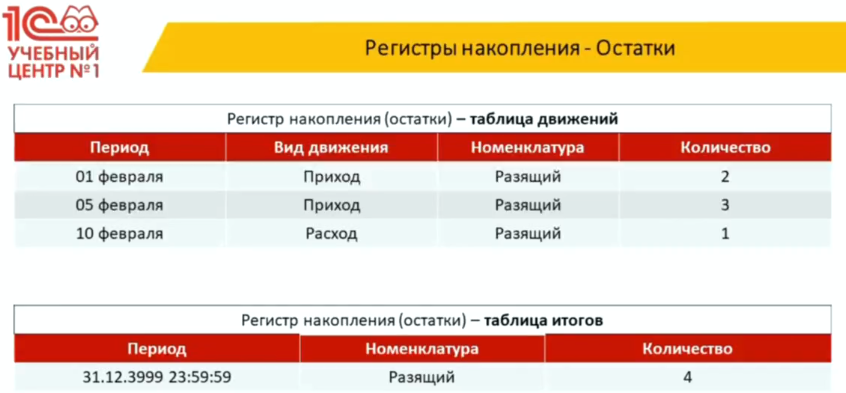 1С
УЧЕБНЫЙ
ЦЕНТР №1
Регистры накопления - Остатки
Регистр накопления (остатки) – таблица движений
Период Вид движения Номенклатура Количество
01 февраля Приход Разящий 2
05 февраля Приход Разящий 3
10 февраля Расход Разящий 1
Регистр накопления (остатки) – таблица итогов
Период Номенклатура Количество
31.12.3999 23:59:59 Разящий 4